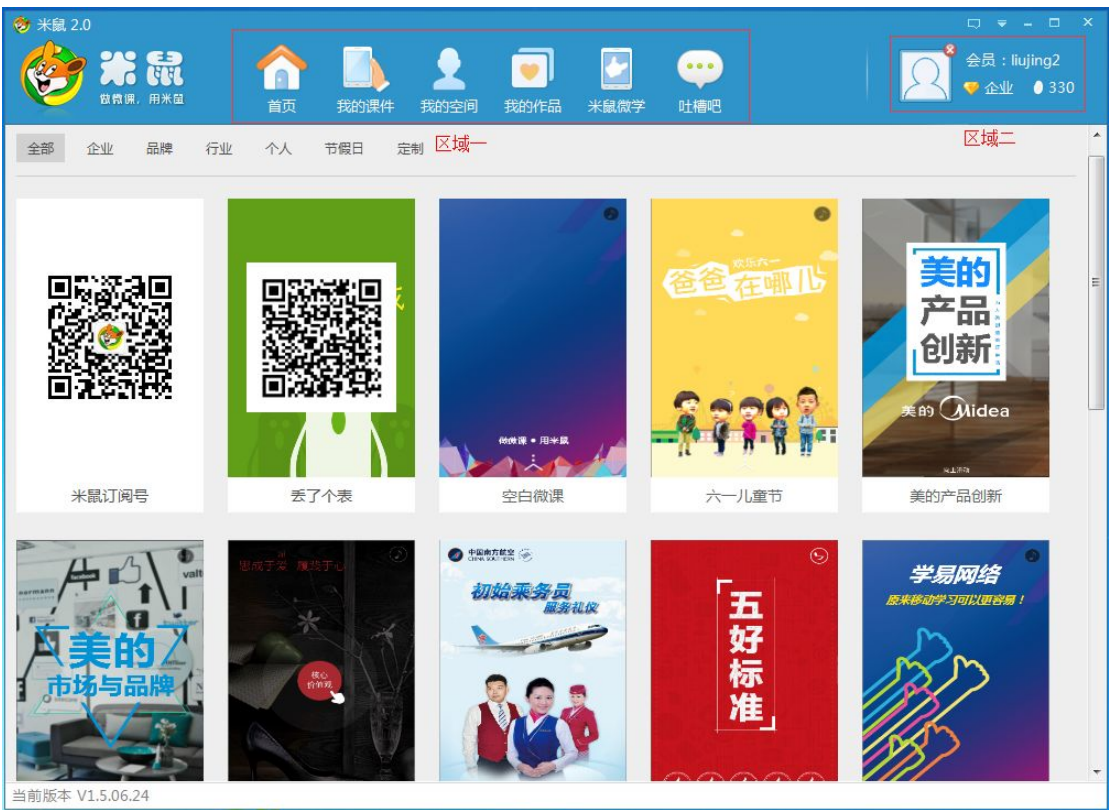 米鼠 2.0
米鼠
做微课，用米鼠
首页
我的课件
我的空间
我的作品
米鼠微学
吐槽吧
会员：liujing2
企业 330
全部
企业
品牌
行业
个人
节假日
定制
区域一
区域二
做微课 • 用米鼠
欢乐六一
爸爸在哪儿
美的
产品
创新
美的 Midea
米鼠订阅号
丢了个表
空白微课
六一儿童节
美的产品创新
美的
市场与品牌
核心
价值观
中国南方航空
CHINA SOUTHERN
初始乘务员
服务礼仪
五好标准
学易网络
原来移动学习可以更容易！
当前版本 V1.5.06.24